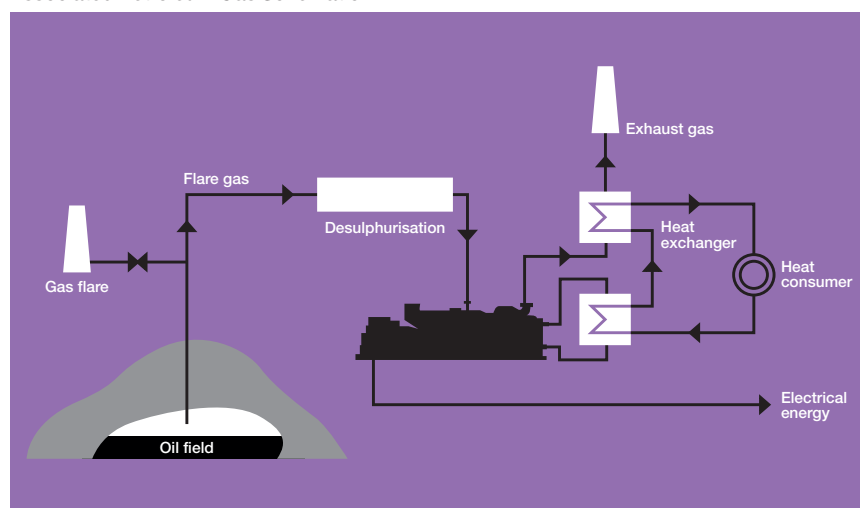 Flare gas
Exhaust gas
Desulphurisation
Heat
exchanger
Gas flare
Heat
consumer
Electrical
energy
Oil field